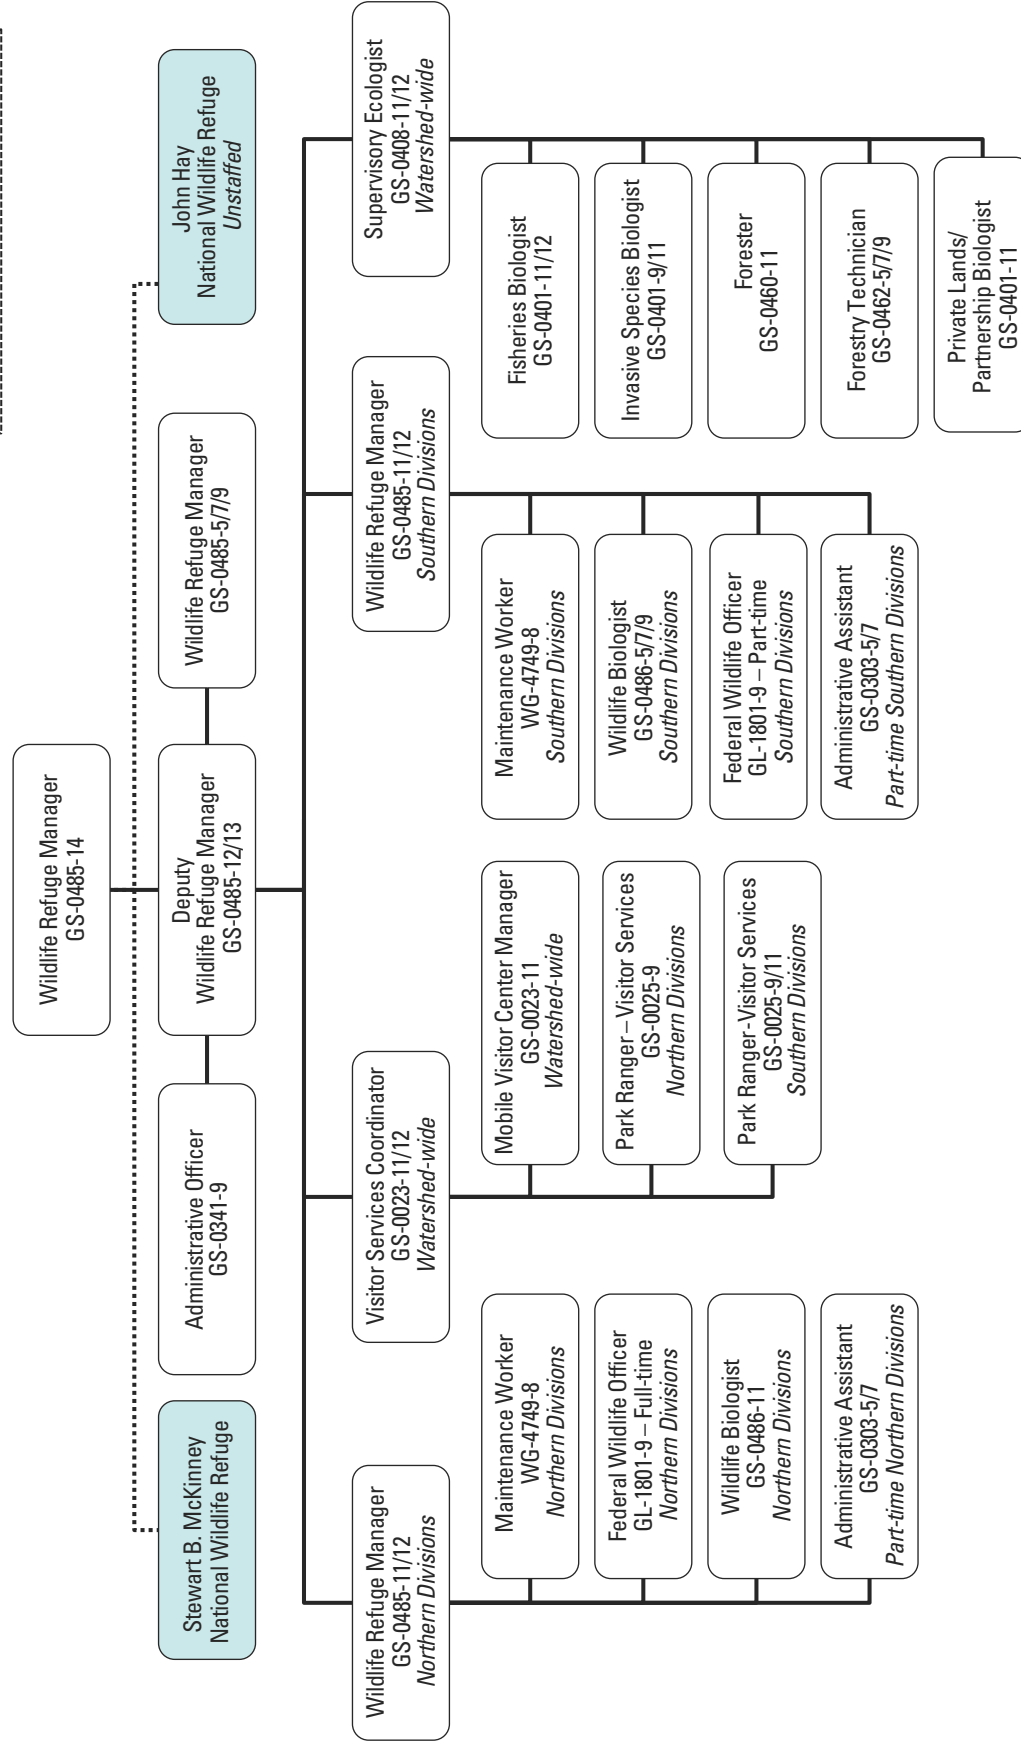 Wildlife Refuge Manager
GS-0485-14
Stewart B. McKinney
National Wildlife Refuge
Administrative Officer
GS-0341-9
Deputy
Wildlife Refuge Manager
GS-0485-12/13
Wildlife Refuge Manager
GS-0485-5/7/9
John Hay
National Wildlife Refuge
Unstaffed
Wildlife Refuge Manager
GS-0485-11/12
Northern Divisions
Maintenance Worker
WG-4749-8
Northern Divisions
Federal Wildlife Officer
GL-1801-9 – Full-time
Northern Divisions
Wildlife Biologist
GS-0486-11
Northern Divisions
Administrative Assistant
GS-0303-5/7
Part-time Northern Divisions
Visitor Services Coordinator
GS-0023-11/12
Watershed-wide
Mobile Visitor Center Manager
GS-0023-11
Watershed-wide
Park Ranger – Visitor Services
GS-0025-9
Northern Divisions
Park Ranger-Visitor Services
GS-0025-9/11
Southern Divisions
Wildlife Refuge Manager
GS-0485-11/12
Southern Divisions
Maintenance Worker
WG-4749-8
Southern Divisions
Wildlife Biologist
GS-0486-5/7/9
Southern Divisions
Federal Wildlife Officer
GL-1801-9 – Part-time
Southern Divisions
Administrative Assistant
GS-0303-5/7
Part-time Southern Divisions
Supervisory Ecologist
GS-0408-11/12
Watershed-wide
Fisheries Biologist
GS-0401-11/12
Invasive Species Biologist
GS-0401-9/11
Forester
GS-0460-11
Forestry Technician
GS-0462-5/7/9
Private Lands/
Partnership Biologist
GS-0401-11